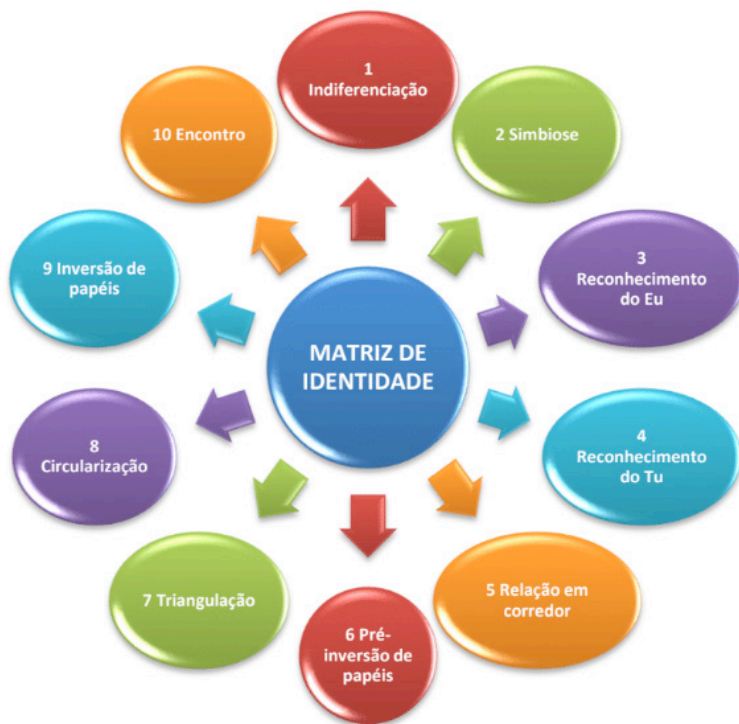 1
Indiferenciação
2 Simbiose
3
Reconhecimento
do Eu
4
Reconhecimento
do Tu
5 Relação em
corredor
6 Pré-
inversão de
papéis
7 Triangulação
8
Circularização
9 Inversão de
papéis
10 Encontro
MATRIZ DE
IDENTIDADE